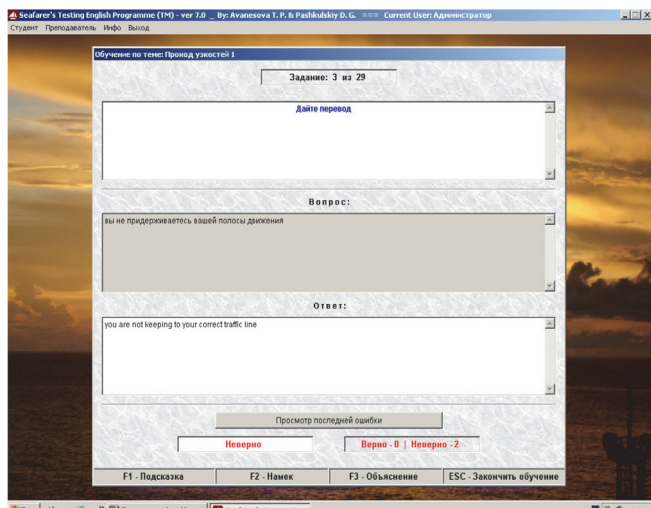 Seafarer's Testing English Programme (TM) - ver 7.0 _ By: Avanesova T. P. & Pashkulskiy D. G. === Current User: Администратор
Студент Преподаватель Инфо Выход
Обучение по теме: Проход узкостей 1
Задание: 3 из 29
Дайте перевод
Вопрос:
вы не придерживаетесь вашей полосы движения
Ответ:
you are not keeping to your correct traffic line
Просмотр последней ошибки
Неверно
Верно - 0 | Неверно - 2
F1 - Подсказка
F2 - Намек
F3 - Объяснение
ESC - Закончить обучение